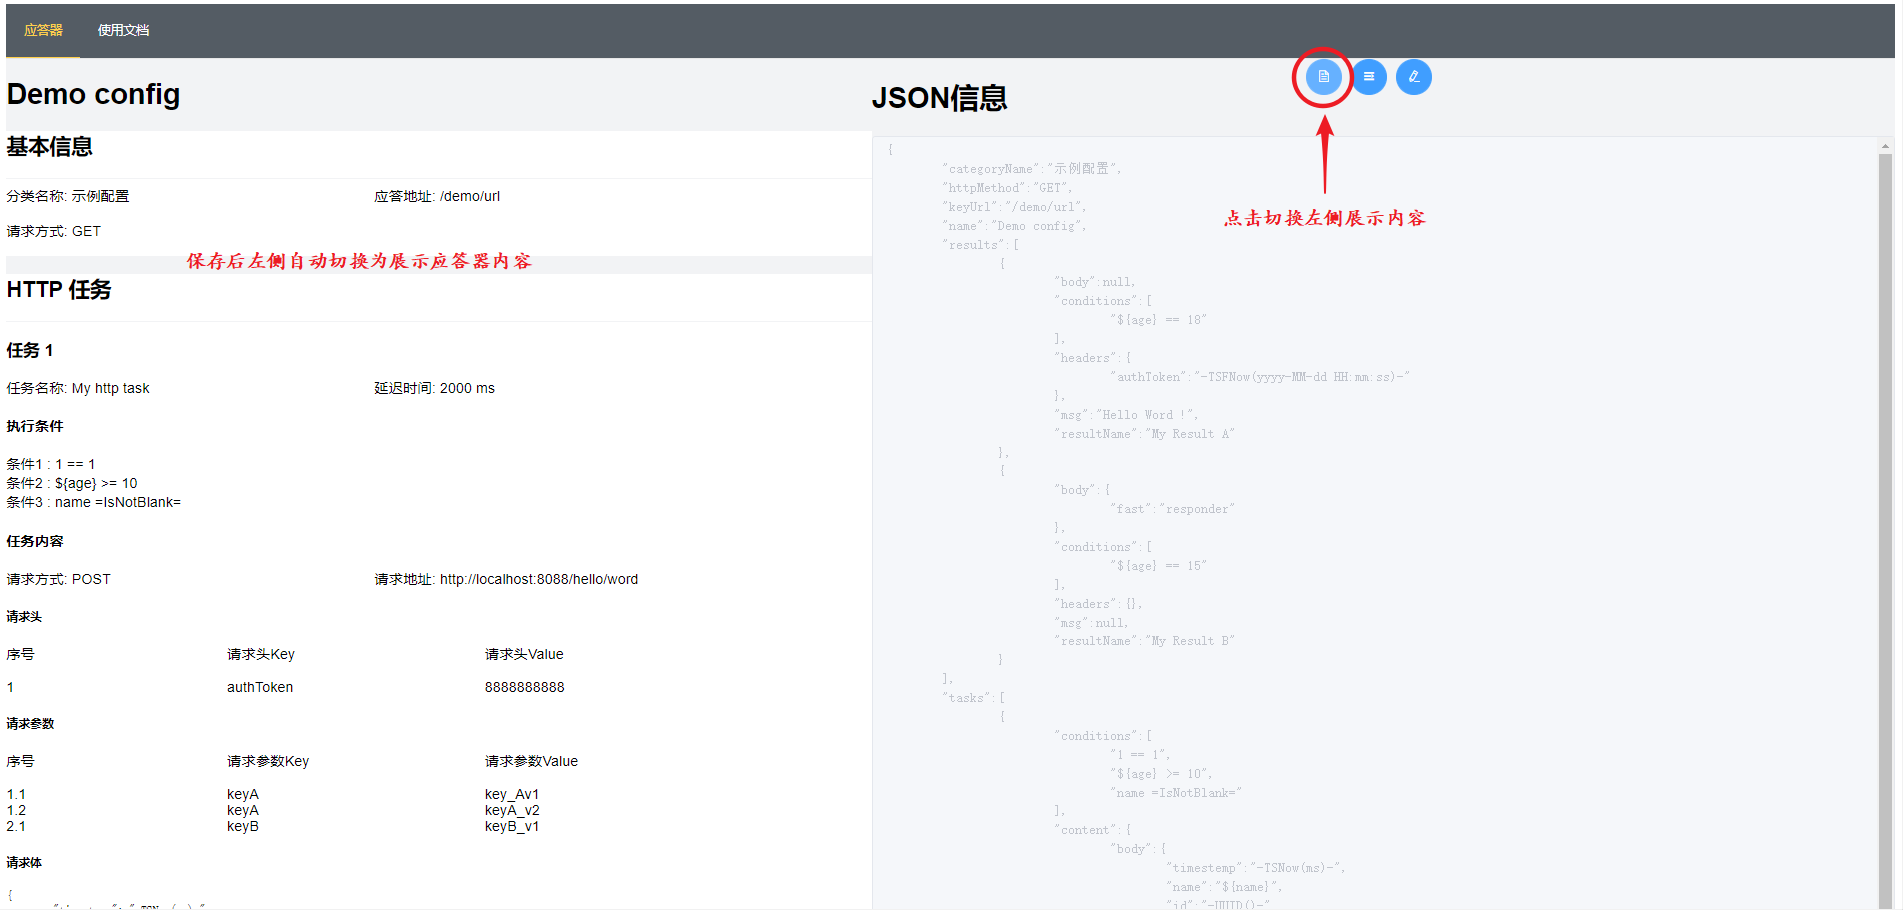 应答器 使用文档
Demo config
基本信息
分类名称: 示例配置 应答地址: /demo/url
请求方式: GET
保存后左侧自动切换为展示应答器内容
HTTP 任务
任务 1
任务名称: My http task 延迟时间: 2000 ms
执行条件
条件1 : 1 == 1
条件2 : ${age} >= 10
条件3 : name =IsNotBlank=
任务内容
请求方式: POST 请求地址: http://localhost:8088/hello/word
请求头
序号 请求头Key 请求头Value
1 authToken 8888888888
请求参数
序号 请求参数Key 请求参数Value
1.1 keyA key_Av1
1.2 keyA keyA_v2
2.1 keyB keyB_v1
请求体
{
JSON信息
点击切换左侧展示内容
{
"categoryName":"示例配置",
"httpMethod":"GET",
"keyUrl":"/demo/url",
"name":"Demo config",
"results":[
{
"body":null,
"conditions":[
"${age} == 18"
],
"headers":{
"authToken":"-TSFNow(yyyy-MM-dd HH:mm:ss)-"
},
"msg":"Hello Word !",
"resultName":"My Result A"
},
{
"body":{
"fast":"responder"
},
"conditions":[
"${age} == 15"
],
"headers":{},
"msg":null,
"resultName":"My Result B"
}
],
"tasks":[
{
"conditions":[
"1 == 1",
"${age} >= 10",
"name =IsNotBlank="
],
"content":{
"body":{
"timestemp":"-TSNow(ms)-",
"name":"${name}",
"id":"-UUID()-"